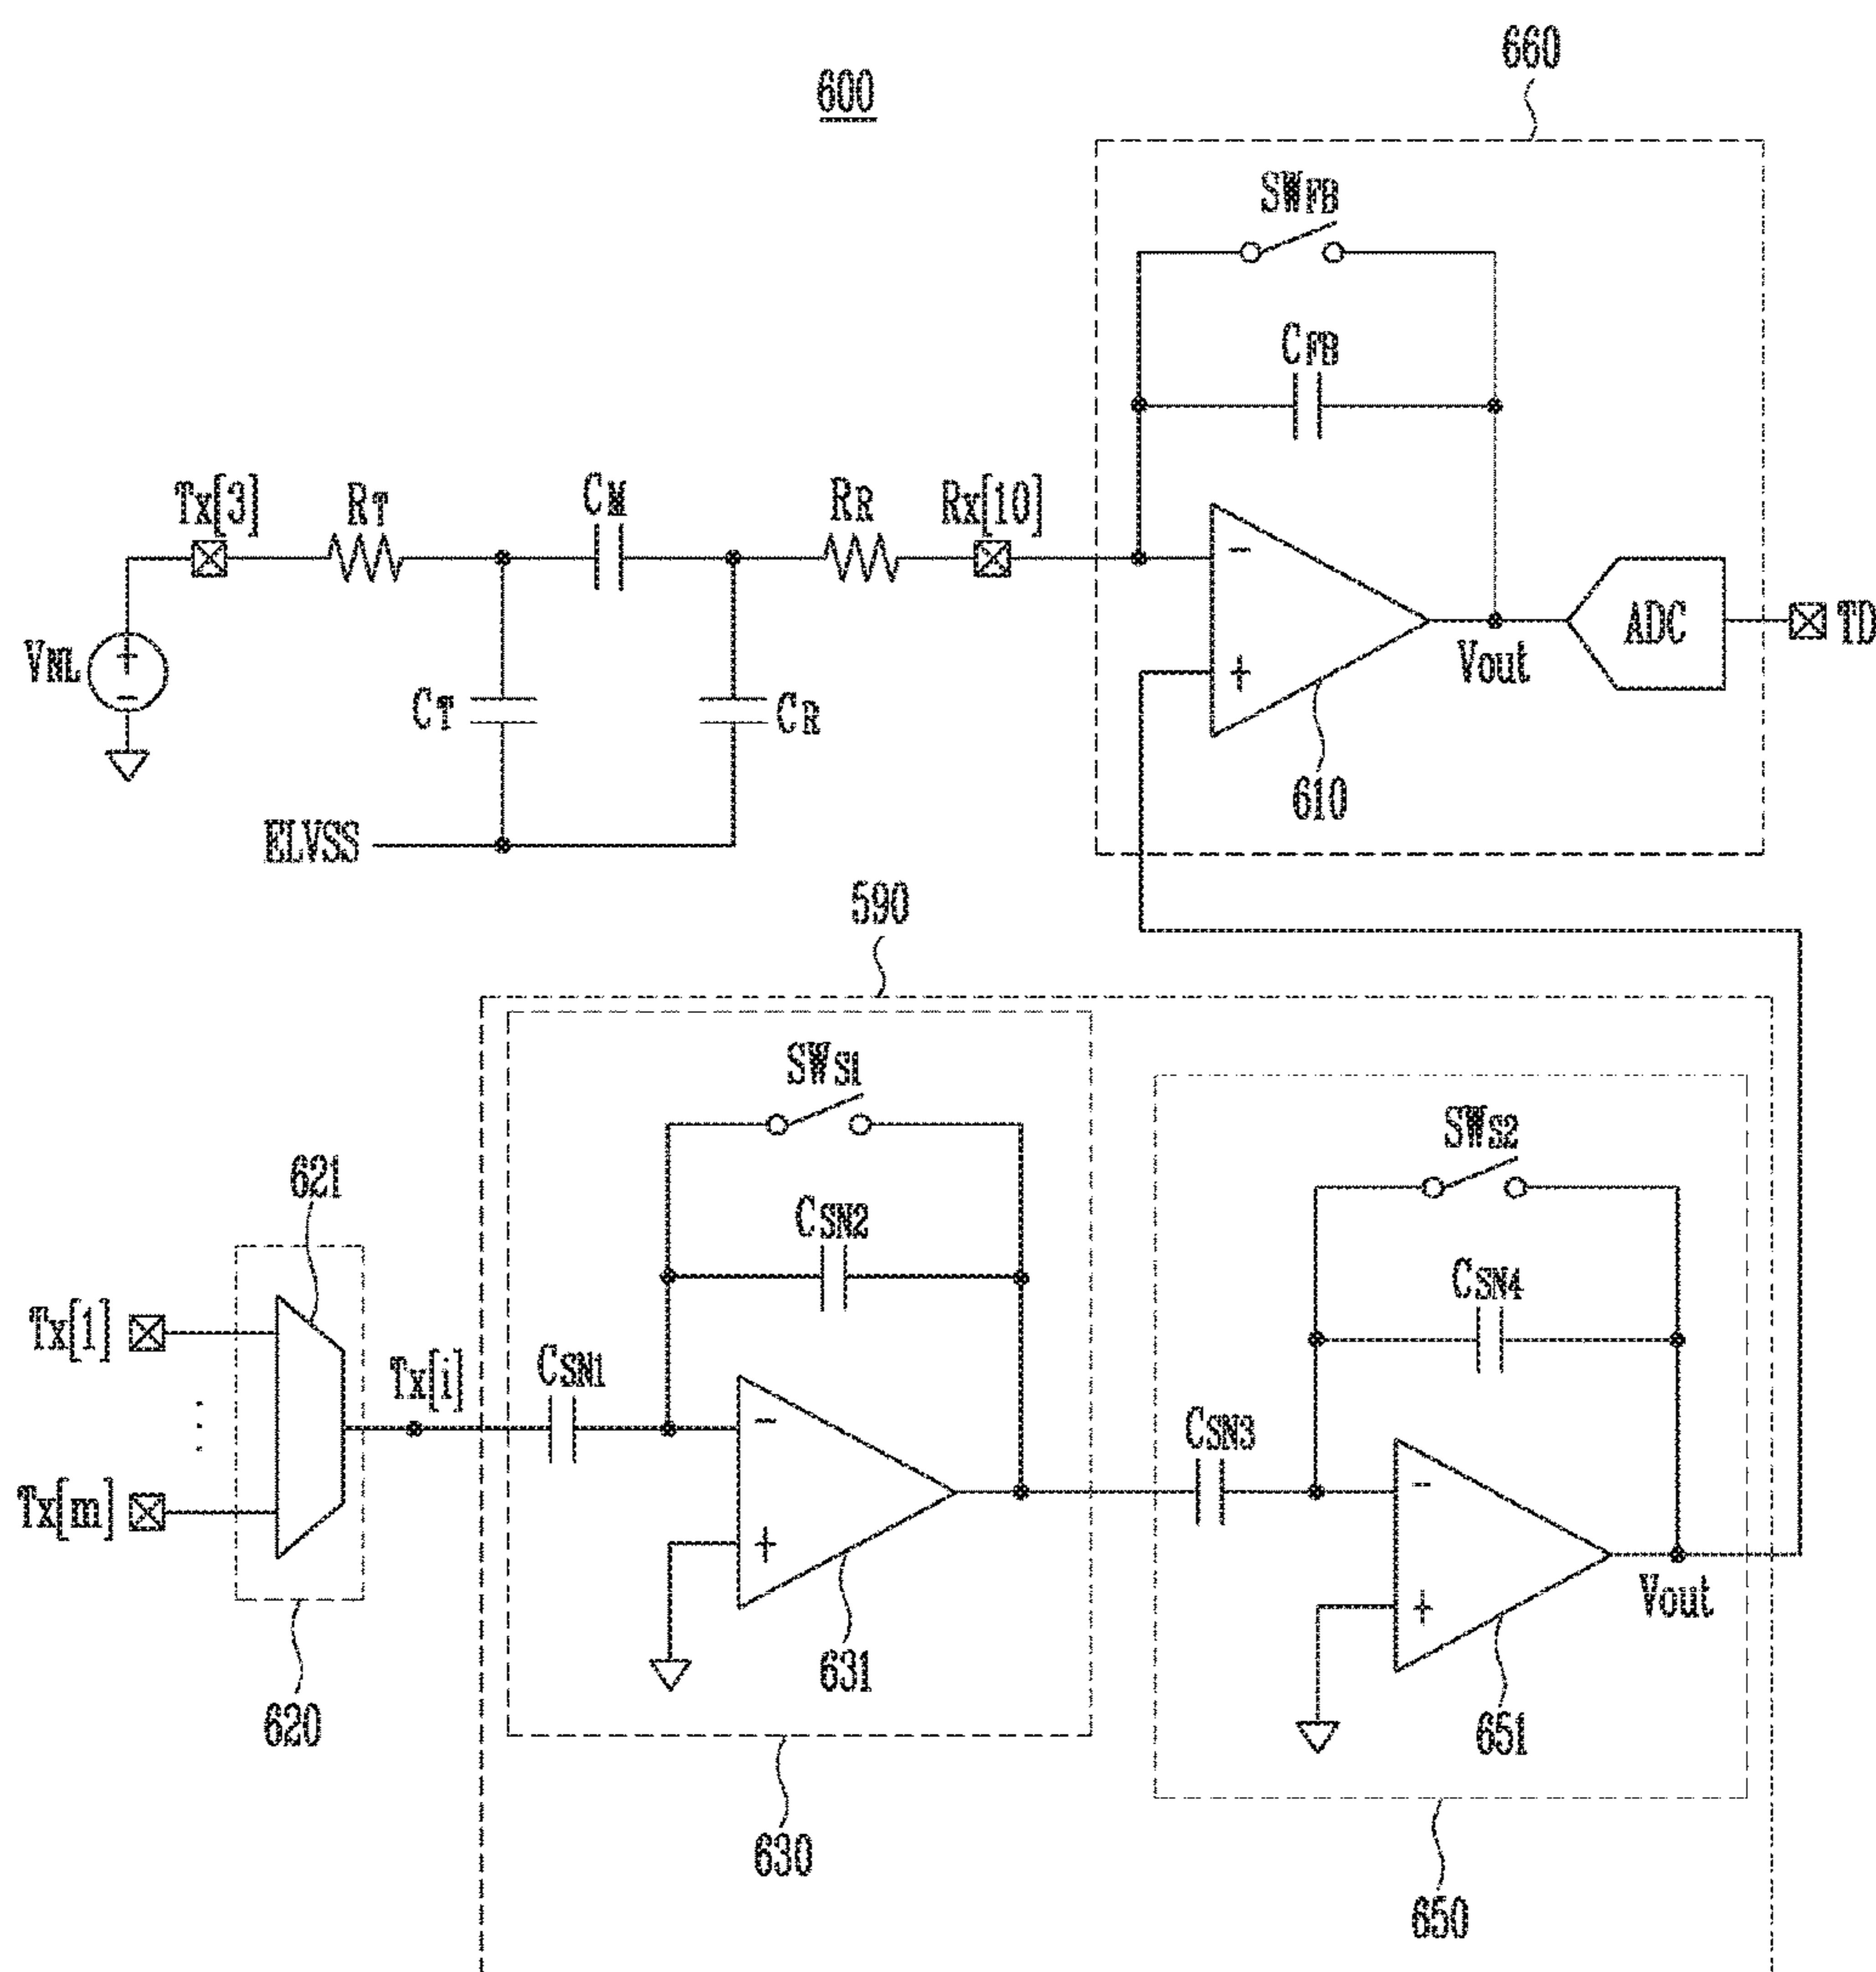 660
600
SWFB
CFB
Tx[3]
RT
CM
RR
Rx[10]
-
ADC
TD
VNL
+
-
+
Vout
CT
CR
610
ELVSS
590
SWS1
SWS2
621
CSN2
CSN4
Tx[1]
Tx[i]
CSN1
-
CSN3
-
Tx[m]
+
+
Vout
631
651
620
630
650